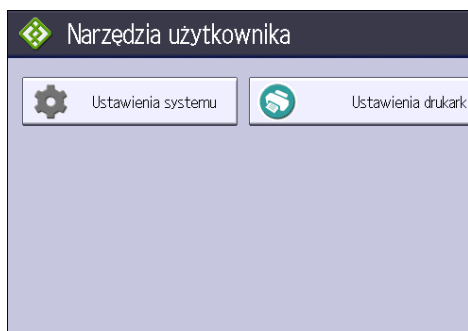 Narzędzia użytkownika
Ustawienia systemu
Ustawienia drukark